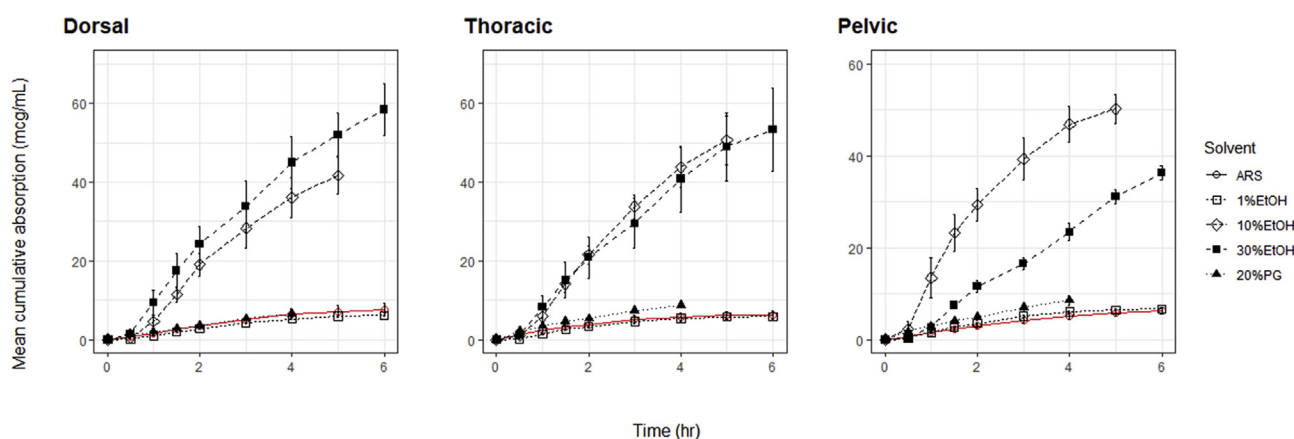 Dorsal
Thoracic
Pelvic
Mean cumulative absorption (mcg/mL)
60
40
20
0
60
40
20
0
60
40
20
0
0 2 4 6
0 2 4 6
0 2 4 6
Time (hr)
Solvent
ARS
1%EtOH
10%EtOH
30%EtOH
20%PG